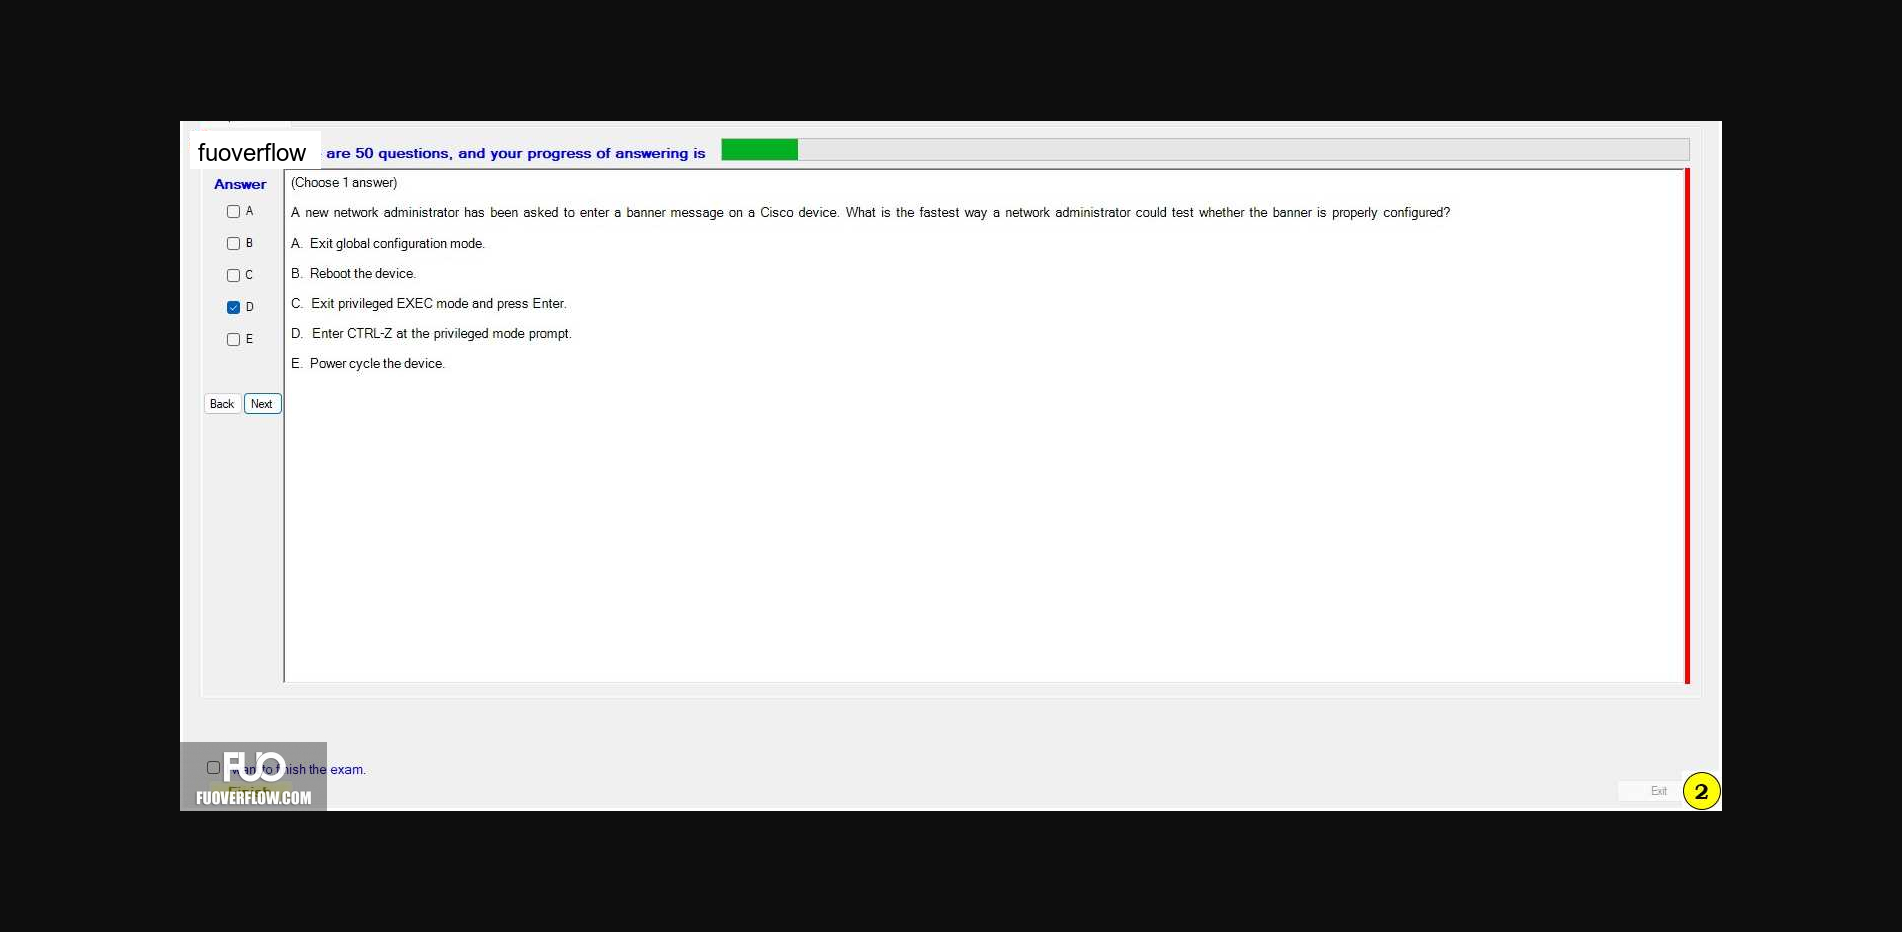 fuoverflow are 50 questions, and your progress of answering is
Answer
(Choose 1 answer)
A
A new network administrator has been asked to enter a banner message on a Cisco device. What is the fastest way a network administrator could test whether the banner is properly configured?
B
A. Exit global configuration mode.
C
B. Reboot the device.
D
C. Exit privileged EXEC mode and press Enter.
E
D. Enter CTRL-Z at the privileged mode prompt.
E. Power cycle the device.
Back Next
FUO
want to finish the exam.
Finish
FUOVERFLOW.COM
Exit
2